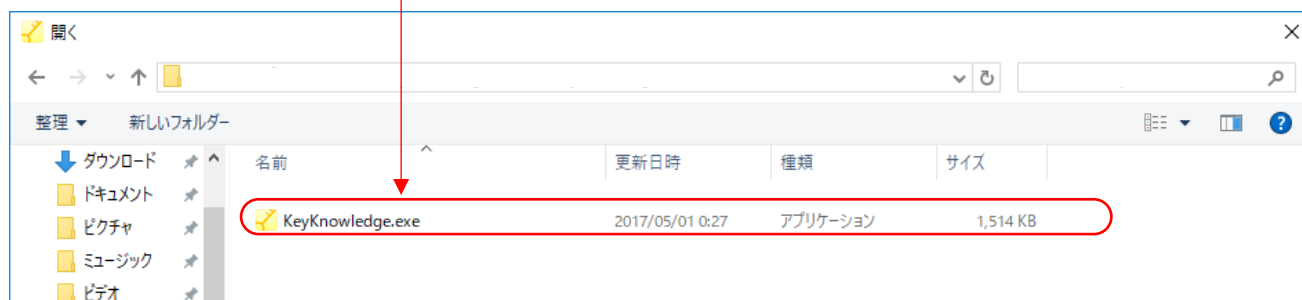 開く
整理 新しいフォルダー
ダウンロード 名前 更新日時 種類 サイズ
ドキュメント
ピクチャ KeyKnowledge.exe 2017/05/01 0:27 アプリケーション 1,514 KB
ミュージック
ビデオ